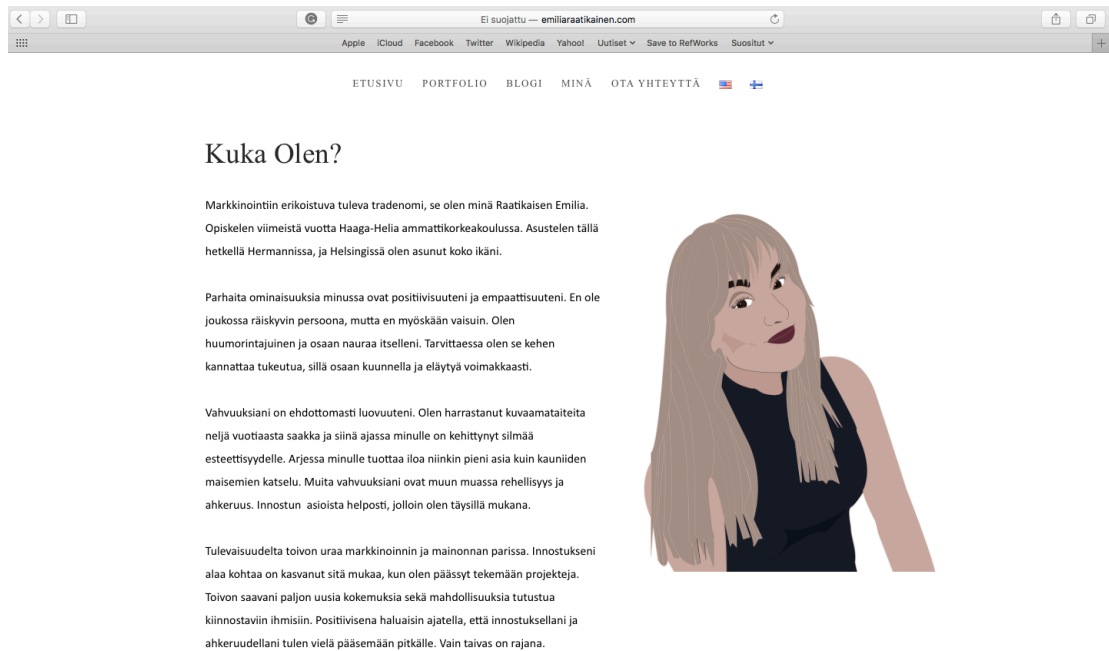 Ei suojattu — emiliaraatikainen.com
Apple iCloud Facebook Twitter Wikipedia Yahoo! Uutiset Save to RefWorks Suositut
ETUSIVU PORTFOLIO BLOGI MINÄ OTA YHTEYTTÄ
Kuka Olen?
Markkinointiin erikoistuva tuleva tradenomi, se olen minä Raatikaisen Emilia.
Opiskelen viimeistä vuotta Haaga-Helia ammattikorkeakoulussa. Asustelen tällä
hetkellä Hermannissa, ja Helsingissä olen asunut koko ikäni.
Parhaita ominaisuuksia minussa ovat positiivisuuteni ja empaattisuuteni. En ole
joukossa räiskyvin persoona, mutta en myöskään vaisuin. Olen
huumorintajuinen ja osaan nauraa itselleni. Tarvittaessa olen se kehen
kannattaa tukeutua, sillä osaan kuunnella ja eläytyä voimakkaasti.
Vahvuuksiani on ehdottomasti luovuuteni. Olen harrastanut kuvaamataiteita
neljä vuotiaasta saakka ja siinä ajassa minulle on kehittynyt silmää
esteettisyydelle. Arjessa minulle tuottaa iloa niinkin pieni asia kuin kauniiden
maisemien katselu. Muita vahvuuksiani ovat muun muassa rehellisyys ja
ahkeruus. Innostun  asioista helposti, jolloin olen täysillä mukana.
Tulevaisuudelta toivon uraa markkinoinnin ja mainonnan parissa. Innostukseni
alaa kohtaa on kasvanut sitä mukaa, kun olen päässyt tekemään projekteja.
Toivon saavani paljon uusia kokemuksia sekä mahdollisuuksia tutustua
kiinnostaviin ihmisiin. Positiivisena haluaisin ajatella, että innostuksellani ja
ahkeruudellani tulen vielä pääsemään pitkälle. Vain taivas on rajana.